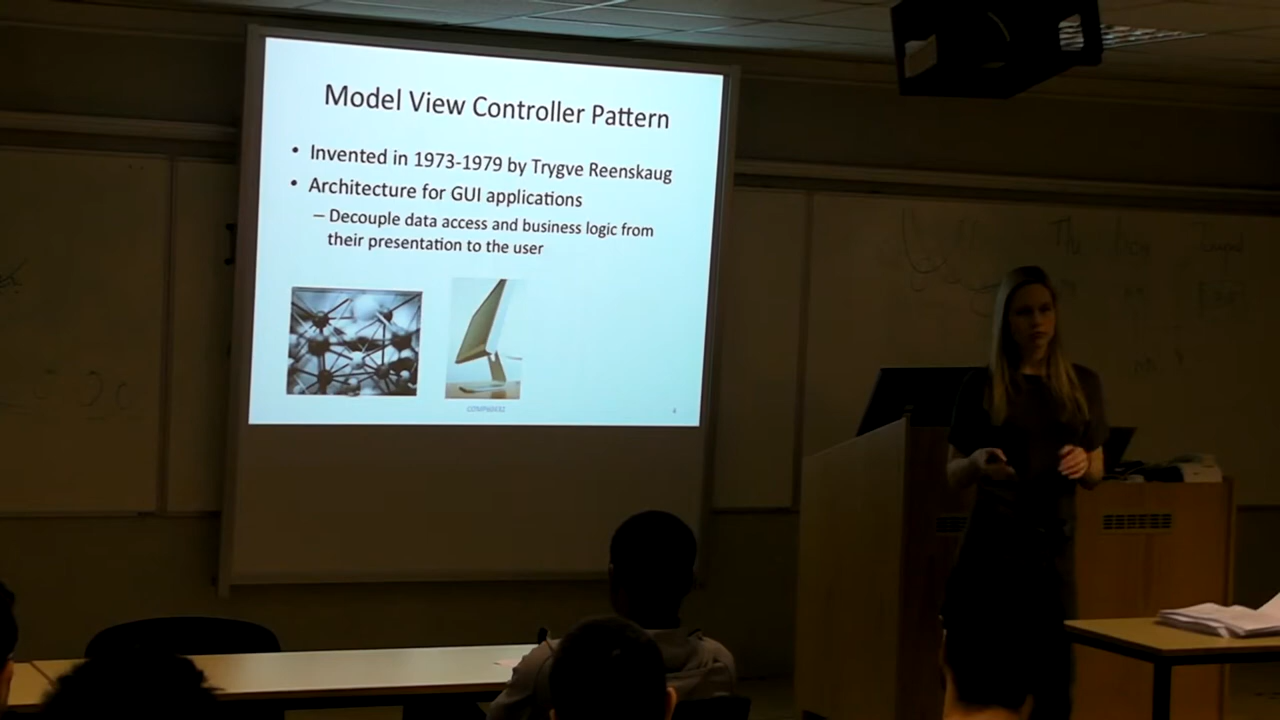 Model View Controller Pattern
• Invented in 1973-1979 by Trygve Reenskaug
• Architecture for GUI applications
– Decouple data access and business logic from
their presentation to the user